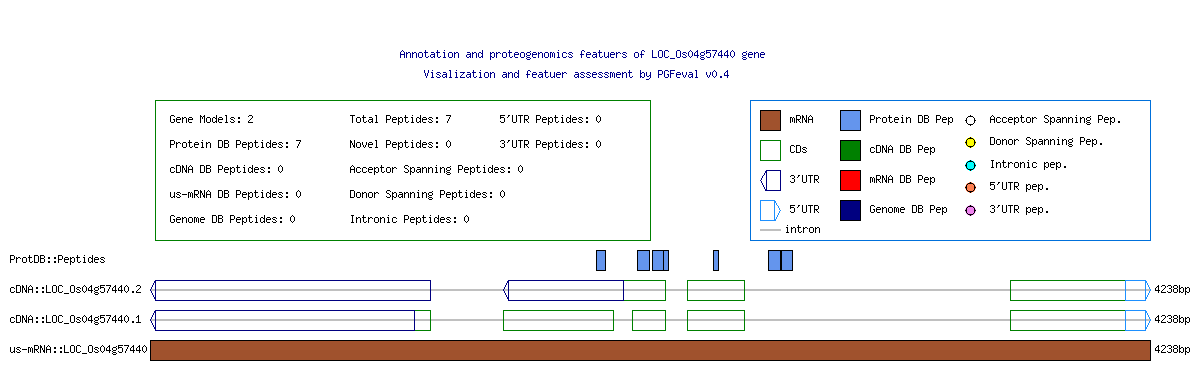 Annotation and proteogenomics featuers of LOC_Os04g57440 gene
Visalization and featuer assessment by PGFeval v0.4
Gene Models: 2 Total Peptides: 7 5'UTR Peptides: 0
Protein DB Peptides: 7 Novel Peptides: 0 3'UTR Peptides: 0
cDNA DB Peptides: 0 Acceptor Spanning Peptides: 0
us-mRNA DB Peptides: 0 Donor Spanning Peptides: 0
Genome DB Peptides: 0 Intronic Peptides: 0
mRNA Protein DB Pep Acceptor Spanning Pep.
CDs cDNA DB Pep Donor Spanning Pep.
3'UTR mRNA DB Pep Intronic pep.
5'UTR Genome DB Pep 5'UTR pep.
intron 3'UTR pep.
ProtDB::Peptides
cDNA::LOC_Os04g57440.2 4238bp
cDNA::LOC_Os04g57440.1 4238bp
us-mRNA::LOC_Os04g57440 4238bp